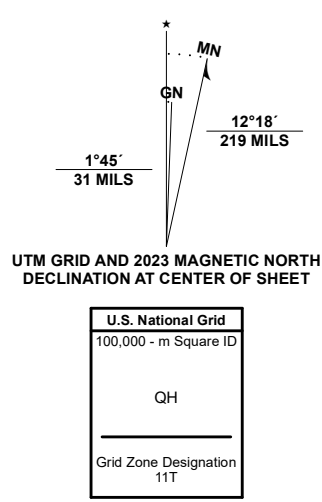 MN
GN
12°18´
219 MILS
1°45´
31 MILS
UTM GRID AND 2023 MAGNETIC NORTH
DECLINATION AT CENTER OF SHEET
U.S. National Grid
100,000 - m Square ID
QH
Grid Zone Designation
11T